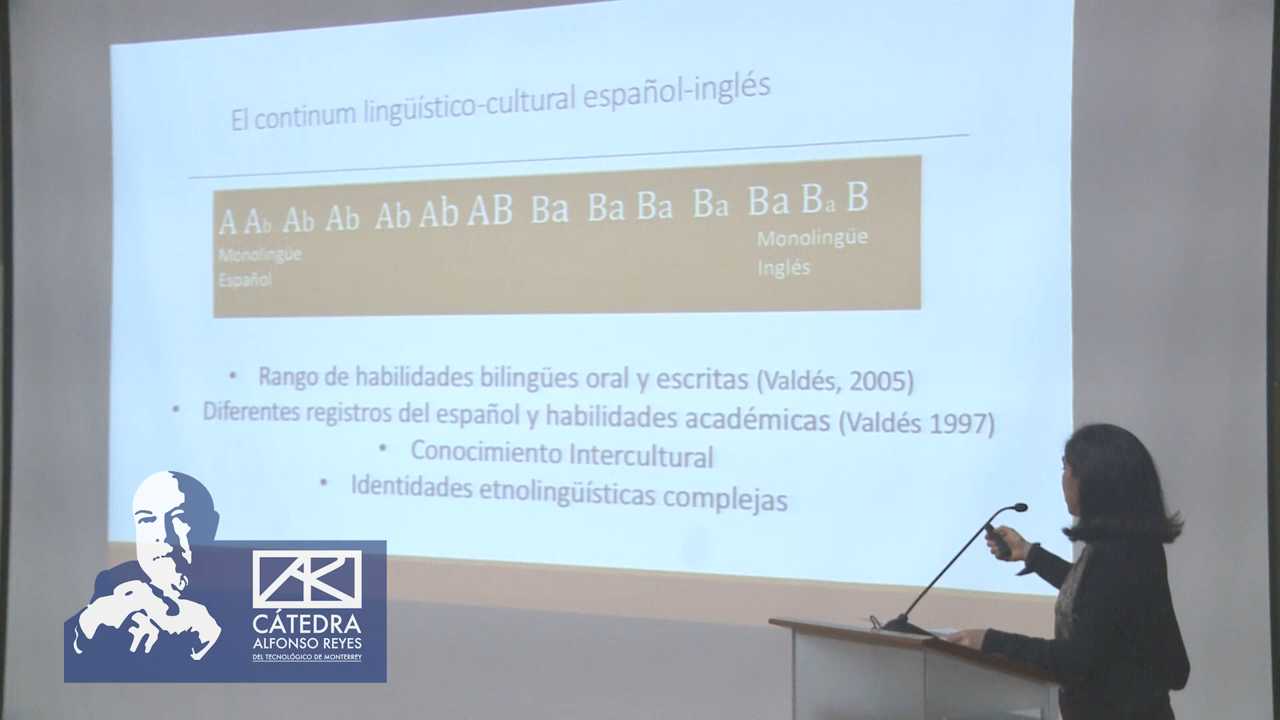 El continum lingüístico-cultural español-inglés
A Ab Ab Ab Ab Ab AB Ba Ba Ba Ba Ba Ba B
Monolingüe
Español
Monolingüe
Inglés
• Rango de habilidades bilingües oral y escritas (Valdés, 2005)
• Diferentes registros del español y habilidades académicas (Valdés 1997)
• Conocimiento Intercultural
• Identidades etnolingüísticas complejas
AR
CÁTEDRA
ALFONSO REYES
DEL TECNOLÓGICO DE MONTERREY